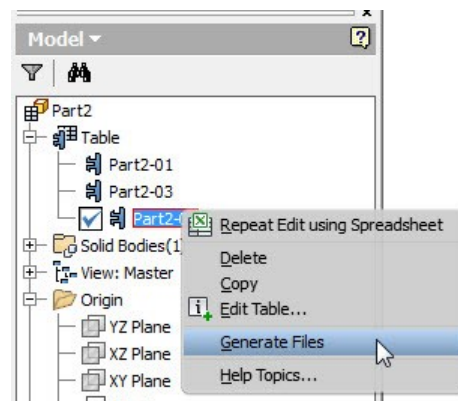 Model
Part2
Table
Part2-01
Part2-03
Part2-
Repeat Edit using Spreadsheet
Solid Bodies(1
Delete
View: Master
Copy
Edit Table...
Origin
YZ Plane
Generate Files
XZ Plane
XY Plane
Help Topics...